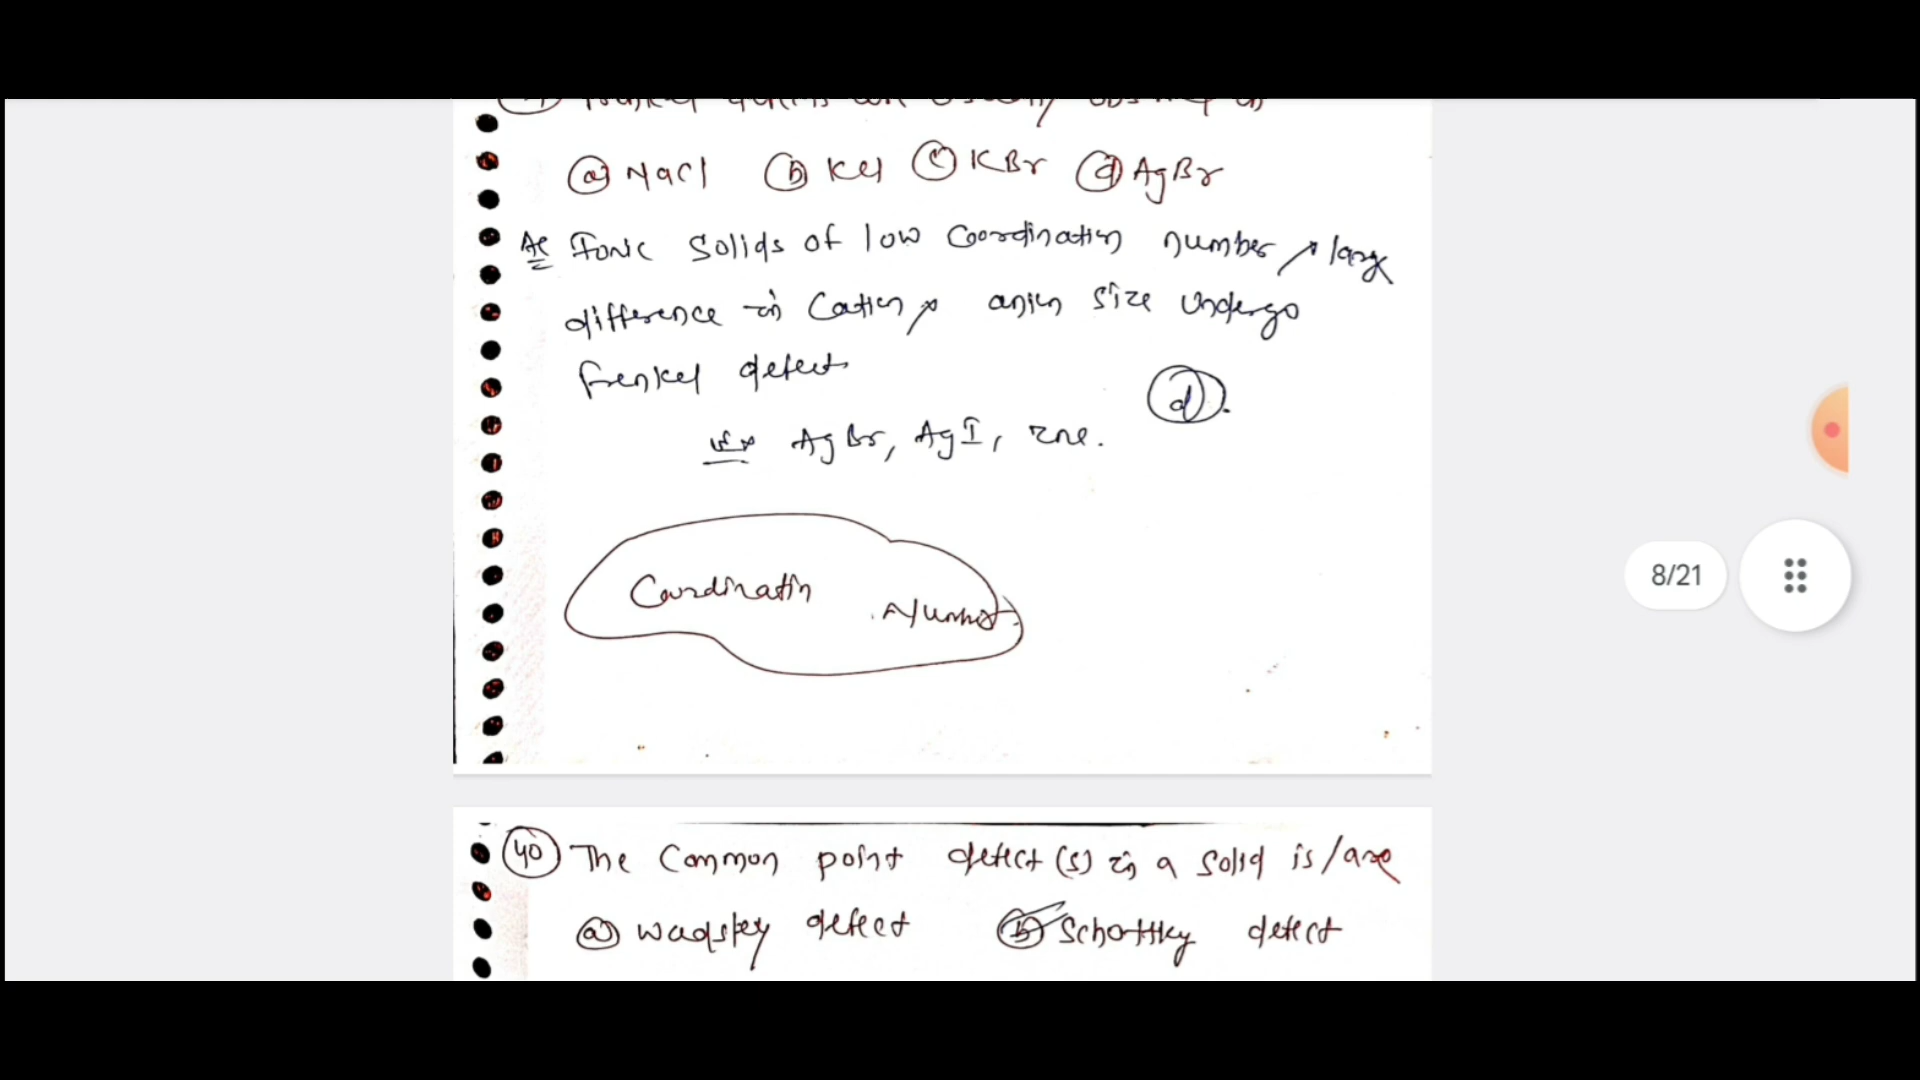 (a) NaCl (b) KCl (c) KBr (d) AgBr
Ionic Solids of low Coordination number, large
difference in Cation, anion size undergo
frenkel defect
(d).
Ex AgBr, AgI, ZnS.
Coordination Number.
8/21
(40) The Common point defect (s) in a solid is/are
(a) wadsley defect (b) Schottky defect